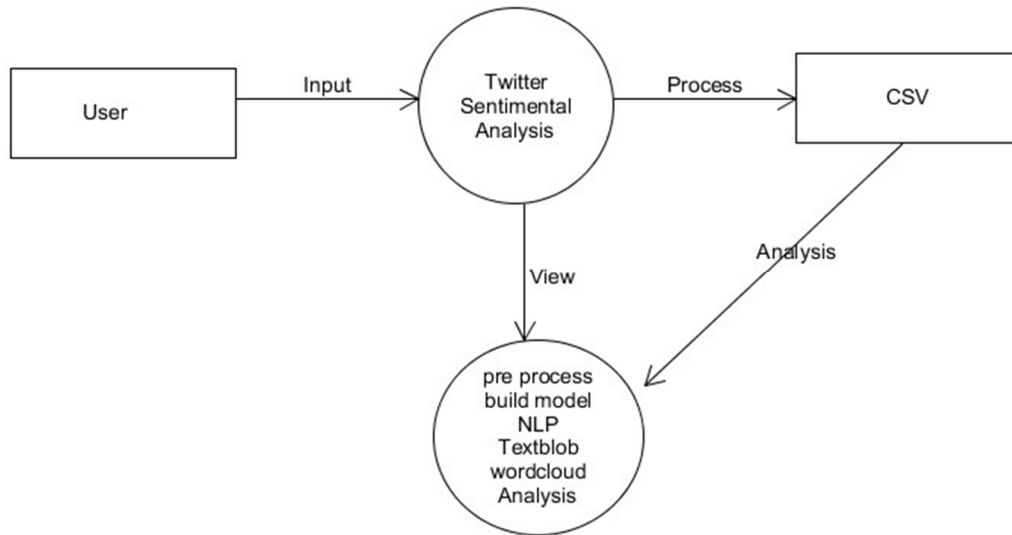 User
Input
Twitter
Sentimental
Analysis
Process
CSV
View
Analysis
pre process
build model
NLP
Textblob
wordcloud
Analysis